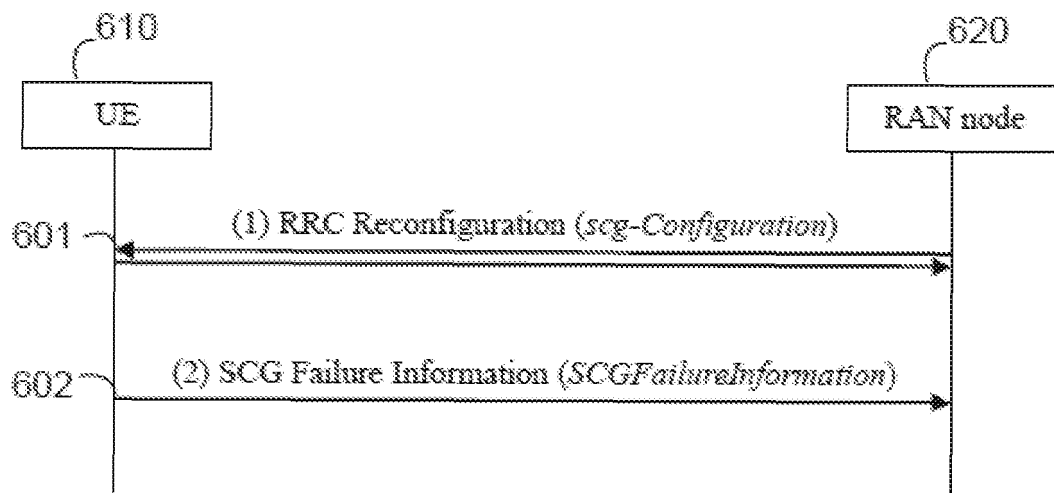 610
620
UE
RAN node
601
(1) RRC Reconfiguration (scg-Configuration)
602
(2) SCG Failure Information (SCGFailureInformation)